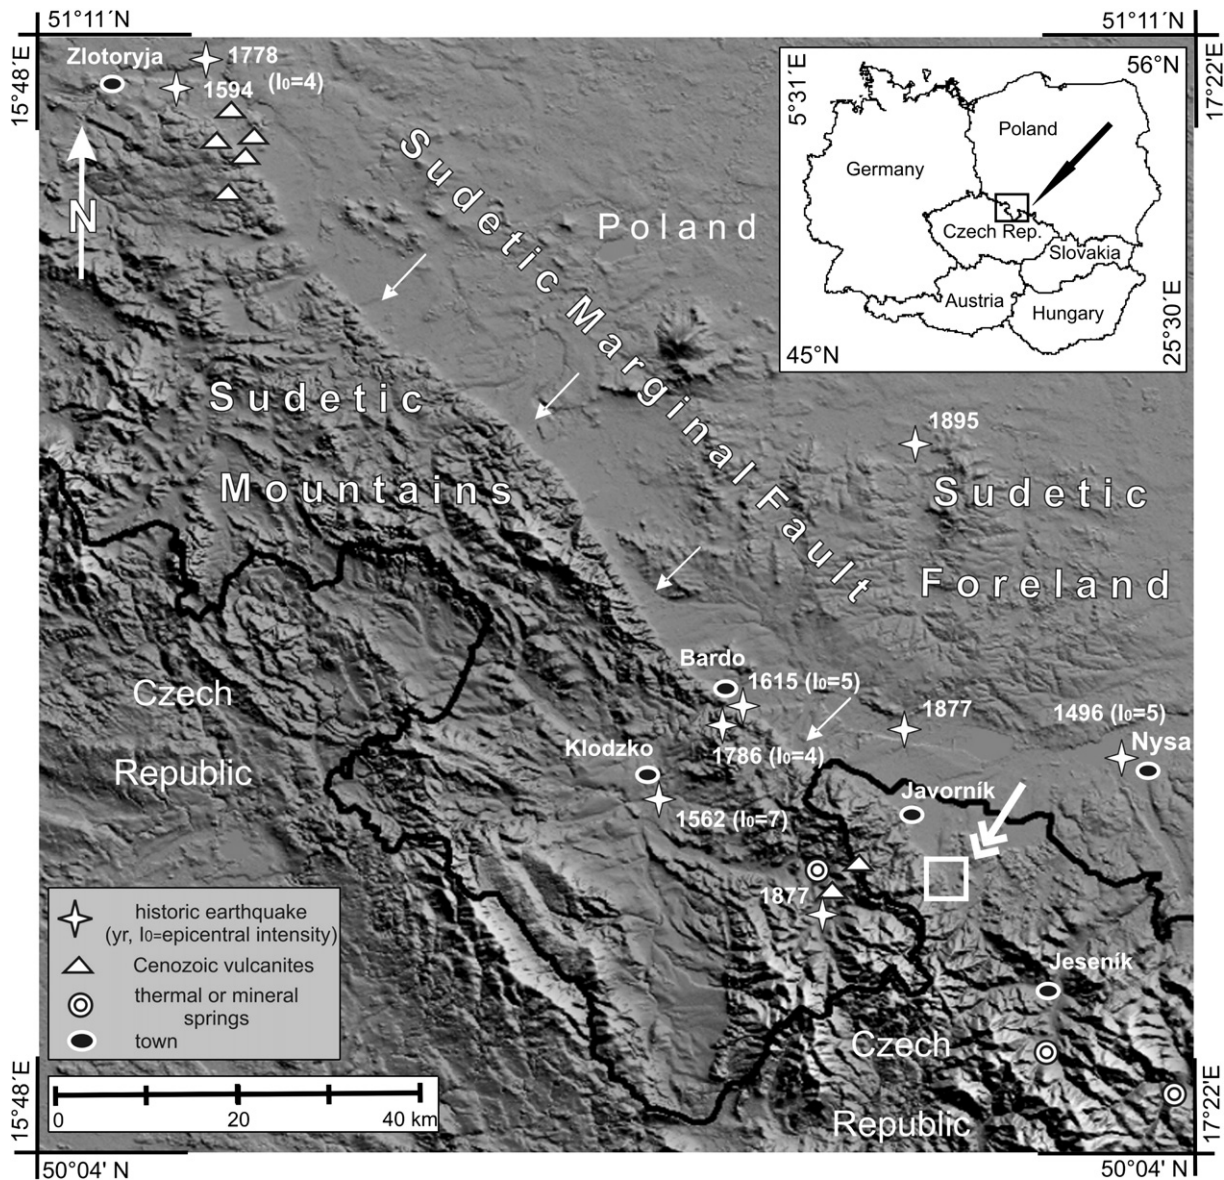 51°11´N
51°11´N
15°48´E
17°22´E
Zlotoryja
1778
1594 (I₀=4)
N
Sudetic Marginal Fault
Poland
5°31´E
56°N
Poland
Germany
Czech Rep.
Slovakia
Austria
Hungary
45°N
25°30´E
Sudetic
Mountains
1895
Sudetic
Foreland
Bardo
1615 (I₀=5)
1786 (I₀=4)
1877
1496 (I₀=5)
Nysa
Klodzko
1562 (I₀=7)
Javorník
Czech
Republic
1877
Jeseník
Czech
Republic
historic earthquake
(yr, I₀=epicentral intensity)
Cenozoic vulcanites
thermal or mineral
springs
town
0 20 40 km
15°48´E
17°22´E
50°04' N
50°04' N